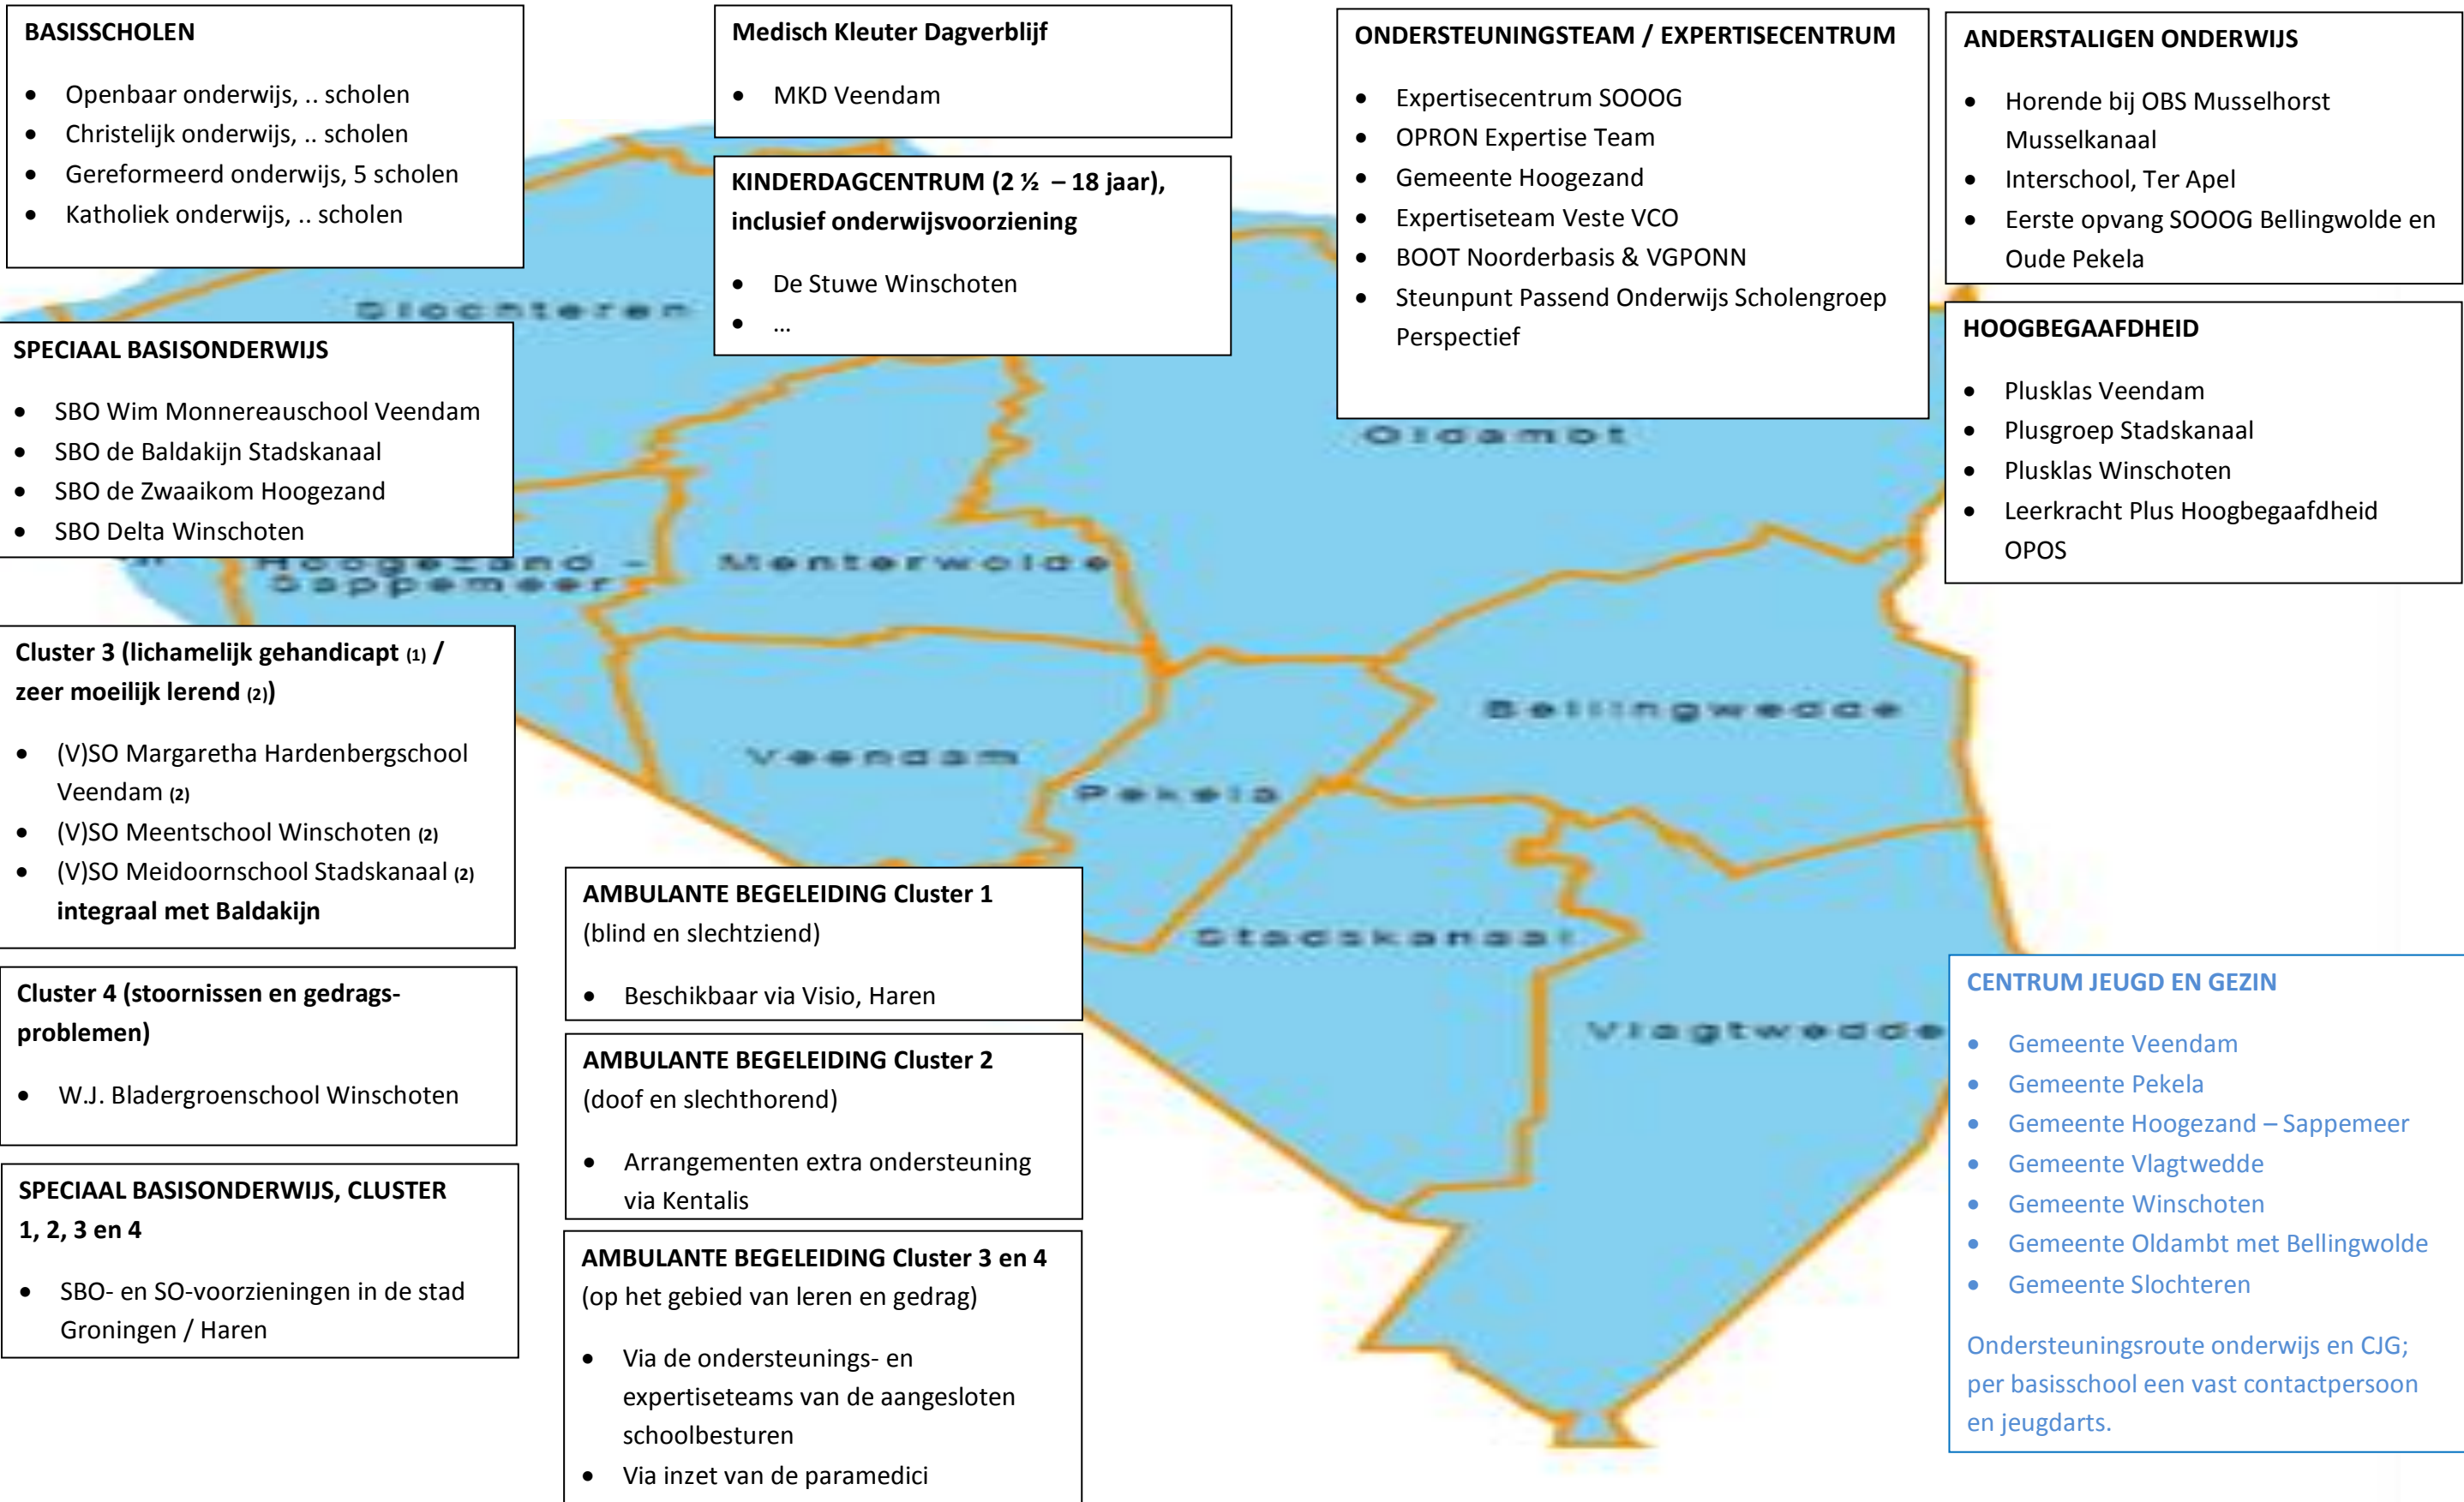 BASISSCHOLEN
• Openbaar onderwijs, .. scholen
• Christelijk onderwijs, .. scholen
• Gereformeerd onderwijs, 5 scholen
• Katholiek onderwijs, .. scholen
Medisch Kleuter Dagverblijf
• MKD Veendam
KINDERDAGCENTRUM (2 ½ – 18 jaar),
inclusief onderwijsvoorziening
• De Stuwe Winschoten
• …
ONDERSTEUNINGSTEAM / EXPERTISECENTRUM
• Expertisecentrum SOOOG
• OPRON Expertise Team
• Gemeente Hoogezand
• Expertiseteam Veste VCO
• BOOT Noorderbasis & VGPONN
• Steunpunt Passend Onderwijs Scholengroep
Perspectief
ANDERSTALIGEN ONDERWIJS
• Horende bij OBS Musselhorst
Musselkanaal
• Interschool, Ter Apel
• Eerste opvang SOOOG Bellingwolde en
Oude Pekela
HOOGBEGAAFDHEID
• Plusklas Veendam
• Plusgroep Stadskanaal
• Plusklas Winschoten
• Leerkracht Plus Hoogbegaafdheid
OPOS
Slochteren
SPECIAAL BASISONDERWIJS
• SBO Wim Monnereauschool Veendam
• SBO de Baldakijn Stadskanaal
• SBO de Zwaaikom Hoogezand
• SBO Delta Winschoten
Oldambt
Hoogezand -
Sappemeer
Menterwolde
Bellingwedde
Veendam
Pekela
Stadskanaal
Vlagtwedde
Cluster 3 (lichamelijk gehandicapt (1) /
zeer moeilijk lerend (2))
• (V)SO Margaretha Hardenbergschool
Veendam (2)
• (V)SO Meentschool Winschoten (2)
• (V)SO Meidoornschool Stadskanaal (2)
integraal met Baldakijn
Cluster 4 (stoornissen en gedrags-
problemen)
• W.J. Bladergroenschool Winschoten
SPECIAAL BASISONDERWIJS, CLUSTER
1, 2, 3 en 4
• SBO- en SO-voorzieningen in de stad
Groningen / Haren
AMBULANTE BEGELEIDING Cluster 1
(blind en slechtziend)
• Beschikbaar via Visio, Haren
AMBULANTE BEGELEIDING Cluster 2
(doof en slechthorend)
• Arrangementen extra ondersteuning
via Kentalis
AMBULANTE BEGELEIDING Cluster 3 en 4
(op het gebied van leren en gedrag)
• Via de ondersteunings- en
expertiseteams van de aangesloten
schoolbesturen
• Via inzet van de paramedici
CENTRUM JEUGD EN GEZIN
• Gemeente Veendam
• Gemeente Pekela
• Gemeente Hoogezand – Sappemeer
• Gemeente Vlagtwedde
• Gemeente Winschoten
• Gemeente Oldambt met Bellingwolde
• Gemeente Slochteren
Ondersteuningsroute onderwijs en CJG;
per basisschool een vast contactpersoon
en jeugdarts.